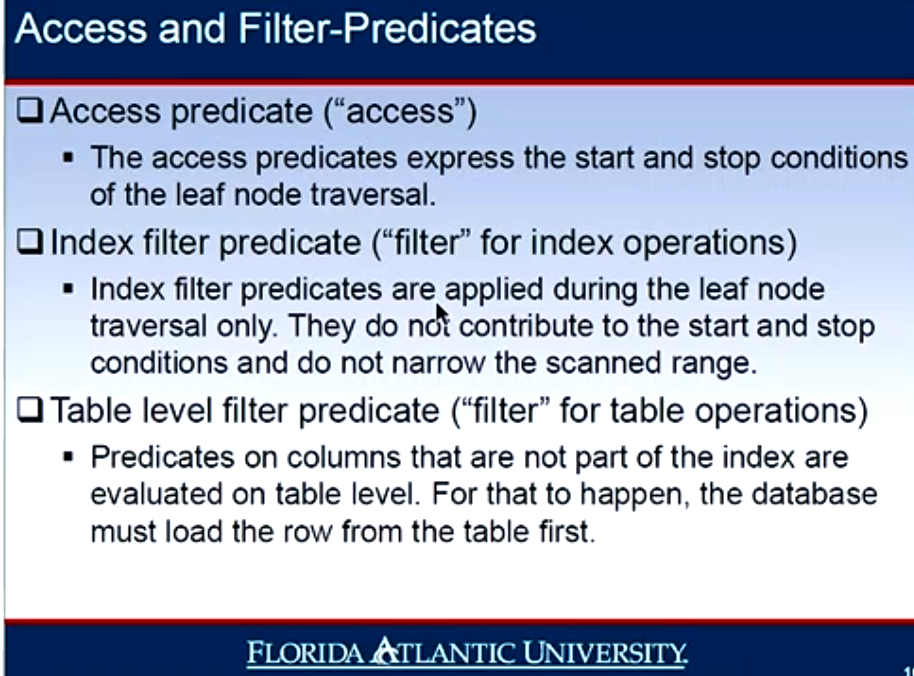 Access and Filter-Predicates
Access predicate (“access”)
The access predicates express the start and stop conditions
of the leaf node traversal.
Index filter predicate (“filter” for index operations)
Index filter predicates are applied during the leaf node
traversal only. They do not contribute to the start and stop
conditions and do not narrow the scanned range.
Table level filter predicate (“filter” for table operations)
Predicates on columns that are not part of the index are
evaluated on table level. For that to happen, the database
must load the row from the table first.
FLORIDA ATLANTIC UNIVERSITY.